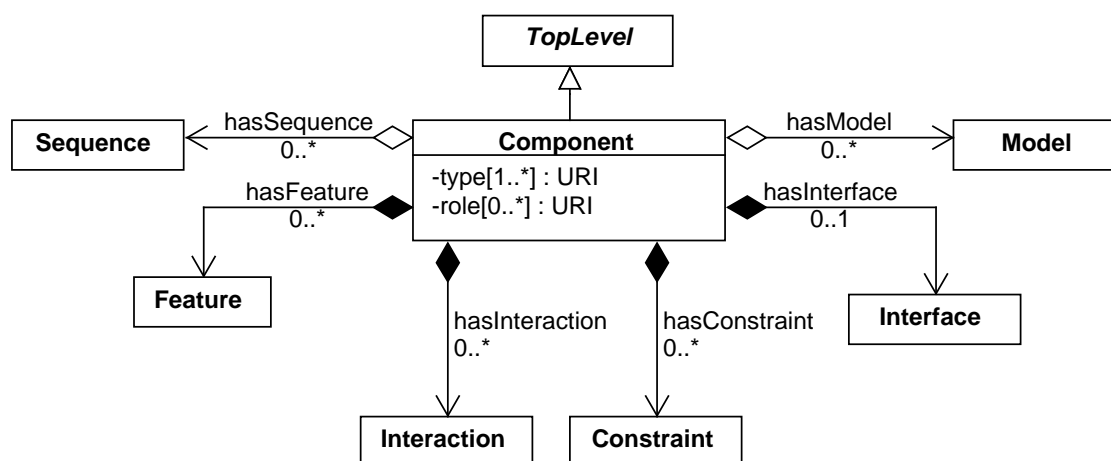 TopLevel
hasSequence
0..*
Sequence
Component
-type[1..*] : URI
-role[0..*] : URI
hasModel
0..*
Model
hasFeature
0..*
Feature
hasInterface
0..1
Interface
hasInteraction
0..*
Interaction
hasConstraint
0..*
Constraint